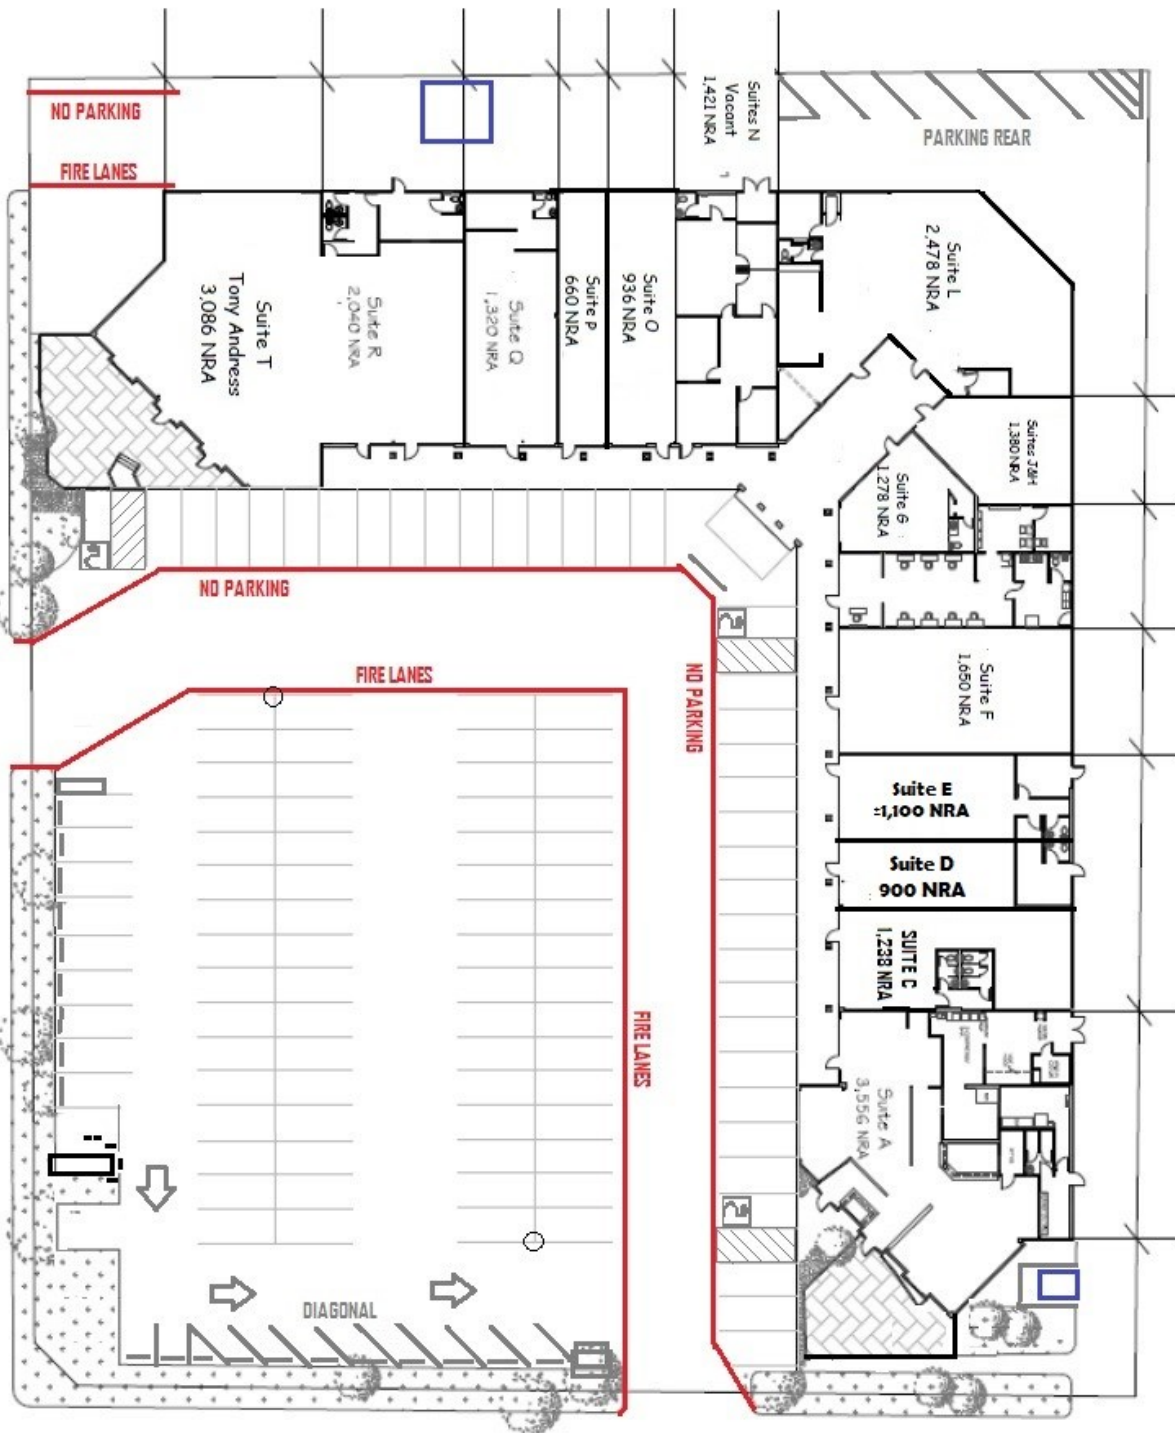 NO PARKING
FIRE LANES
Suites N
Vacant
1,421 NRA
PARKING REAR
Suite T
Tony Andress
3,086 NRA
Suite R
2,040 NRA
Suite Q
1,320 NRA
Suite P
660 NRA
Suite O
936 NRA
Suite L
2,478 NRA
Suites J&H
1,380 NRA
Suite G
1,278 NRA
NO PARKING
FIRE LANES
NO PARKING
Suite F
1,650 NRA
Suite E
±1,100 NRA
Suite D
900 NRA
SUITE C
1,238 NRA
FIRE LANES
Suite A
3,556 NRA
DIAGONAL